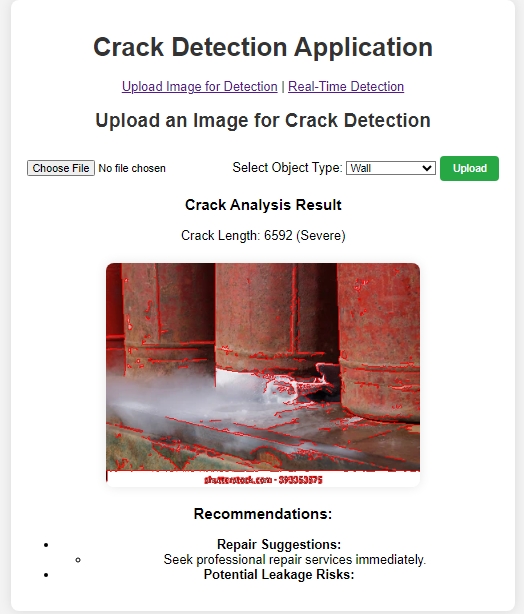 Crack Detection Application
Upload Image for Detection | Real-Time Detection
Upload an Image for Crack Detection
Choose File No file chosen Select Object Type: Wall Upload
Crack Analysis Result
Crack Length: 6592 (Severe)
shutterstock.com · 393353575
Recommendations:
Repair Suggestions:
Seek professional repair services immediately.
Potential Leakage Risks: